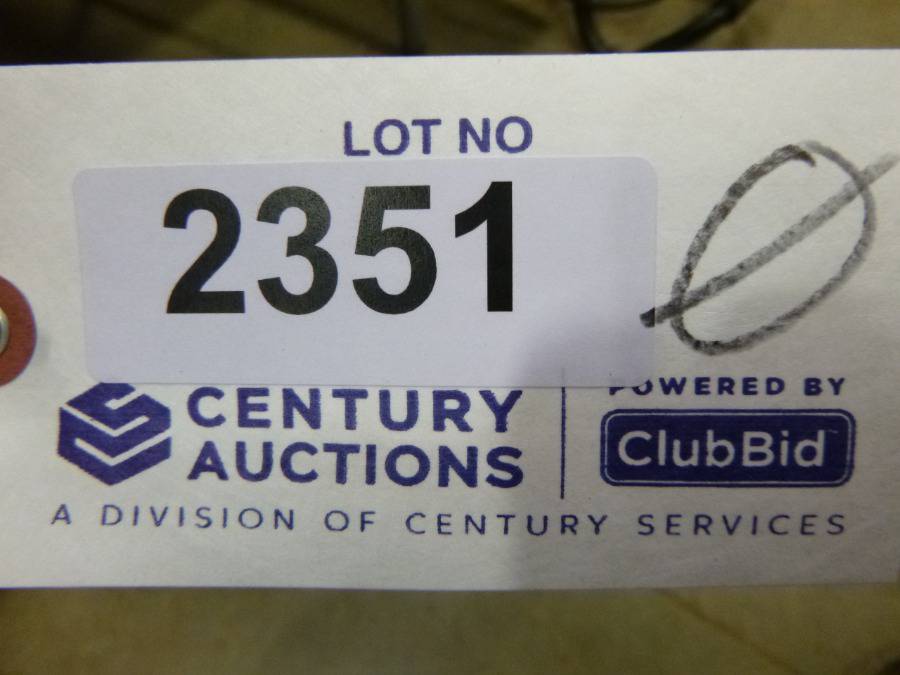 LOT NO
2351 Ø
CENTURY
AUCTIONS
POWERED BY
ClubBid
A DIVISION OF CENTURY SERVICES